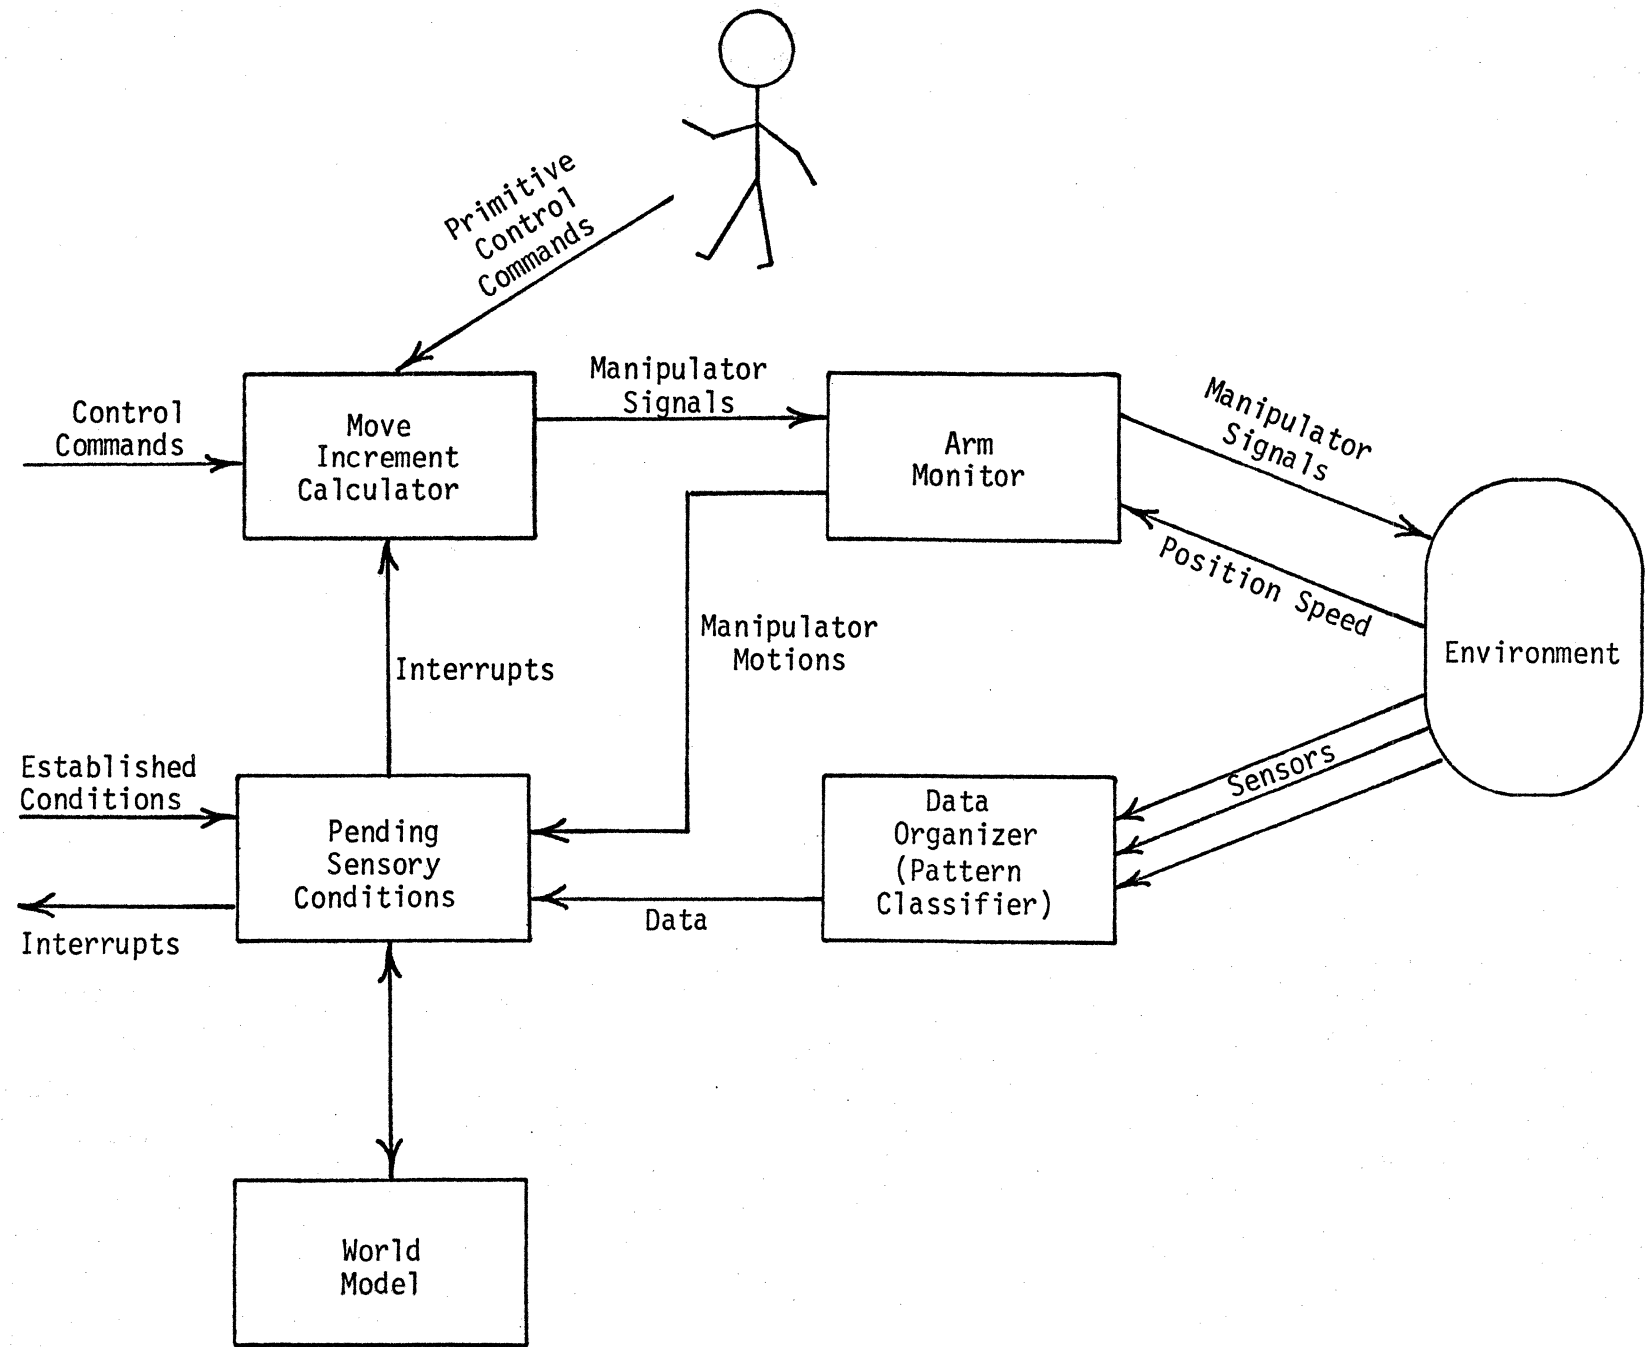 Primitive
Control
Commands
Control
Commands
Move
Increment
Calculator
Manipulator
Signals
Arm
Monitor
Manipulator
Signals
Position Speed
Environment
Interrupts
Manipulator
Motions
Established
Conditions
Interrupts
Pending
Sensory
Conditions
Data
Data
Organizer
(Pattern
Classifier)
Sensors
World
Model